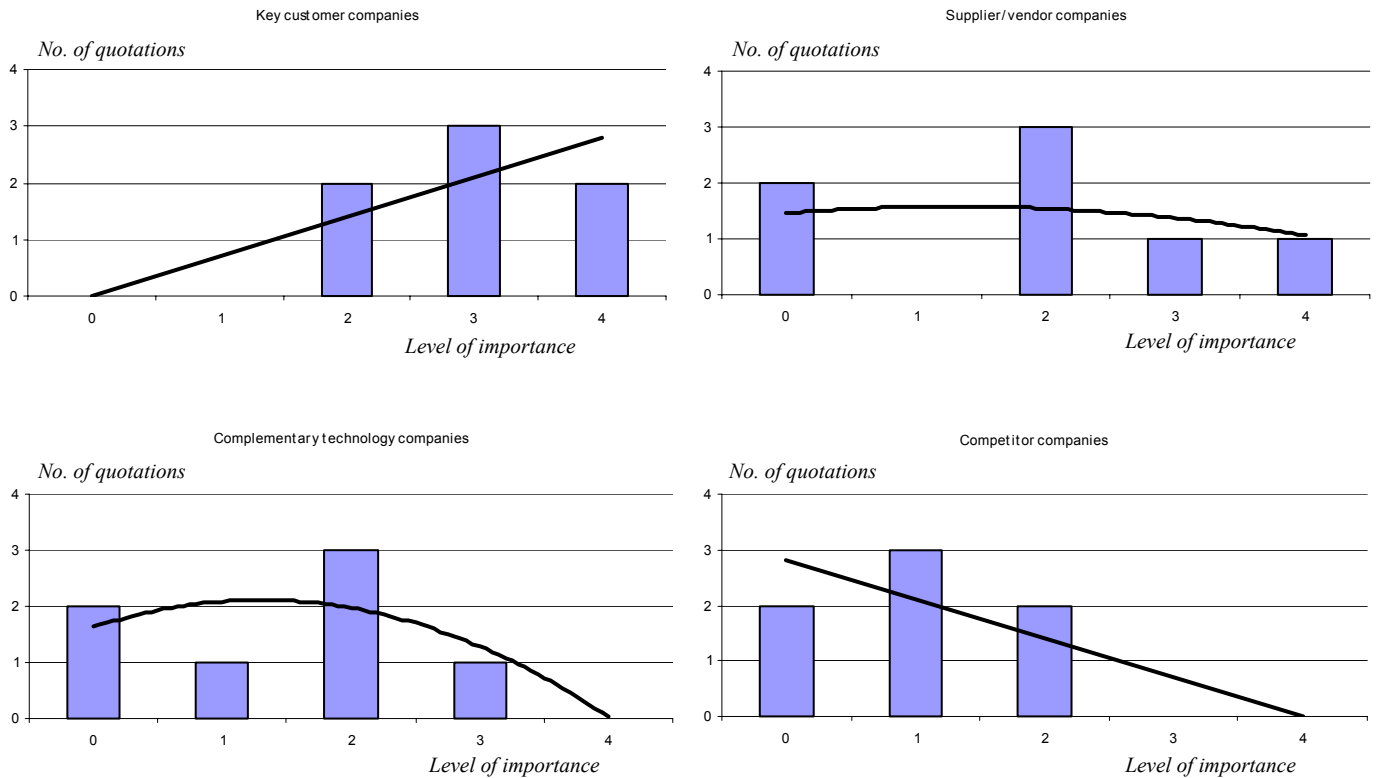 Key customer companies
No. of quotations
4
3
2
1
0
0 1 2 3 4
Level of importance
Supplier/vendor companies
No. of quotations
4
3
2
1
0
0 1 2 3 4
Level of importance
Complementary technology companies
No. of quotations
4
3
2
1
0
0 1 2 3 4
Level of importance
Competitor companies
No. of quotations
4
3
2
1
0
0 1 2 3 4
Level of importance